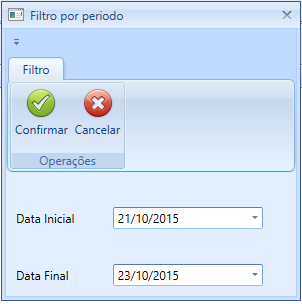 Filtro por periodo
Filtro
Confirmar Cancelar
Operações
Data Inicial 21/10/2015
Data Final 23/10/2015